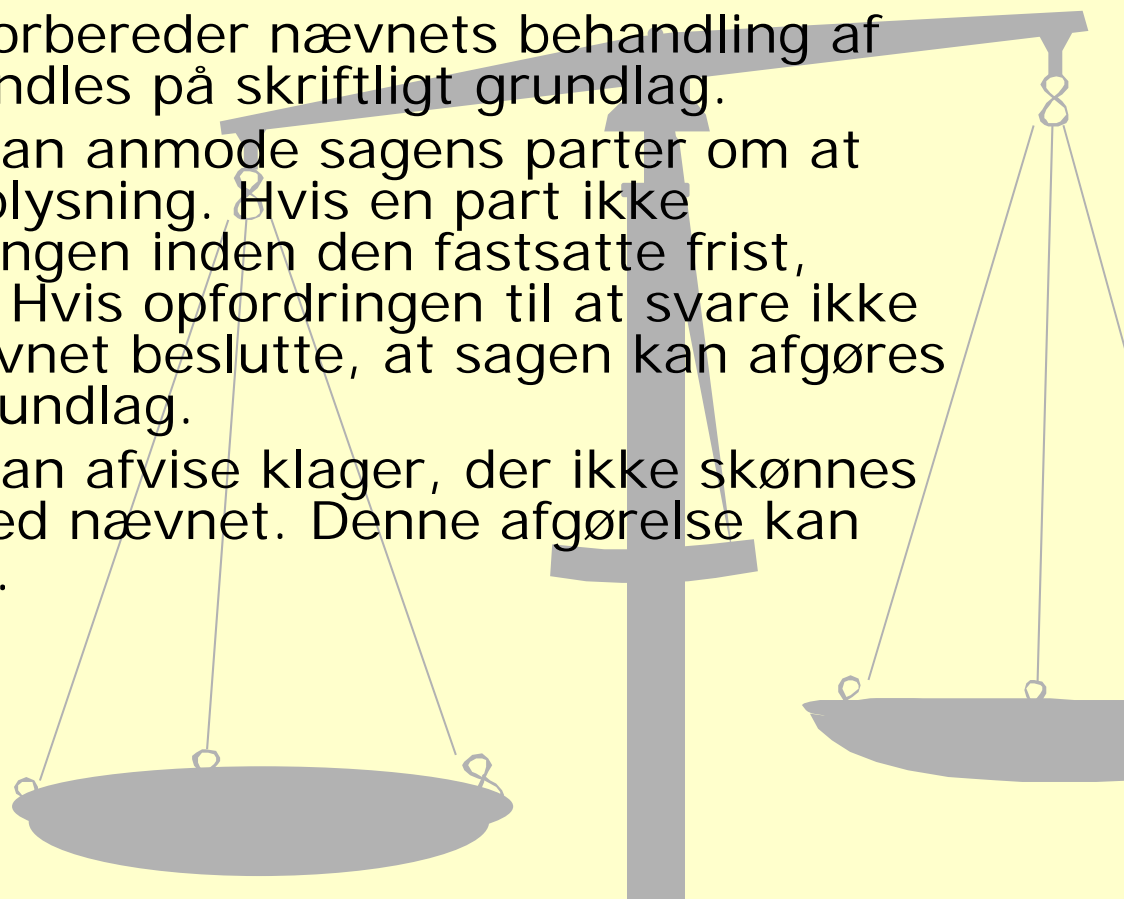 orbereder nævnets behandling af
ndles på skriftligt grundlag.
an anmode sagens parter om at
plysning. Hvis en part ikke
ngen inden den fastsatte frist,
Hvis opfordringen til at svare ikke
vnet beslutte, at sagen kan afgøres
undlag.
an afvise klager, der ikke skønnes
ed nævnet. Denne afgørelse kan
.